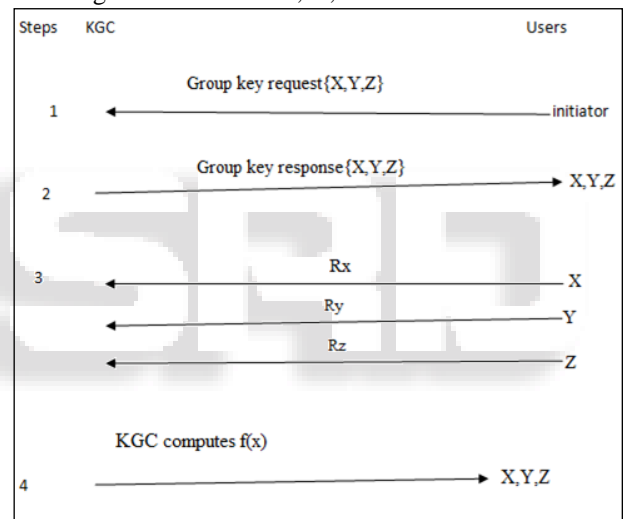 Steps KGC Users
Group key request{X,Y,Z}
1 initiator
Group key response{X,Y,Z}
2 X,Y,Z
Rx
3 X
Ry
Y
Rz
Z
KGC computes f(x)
4 X,Y,Z